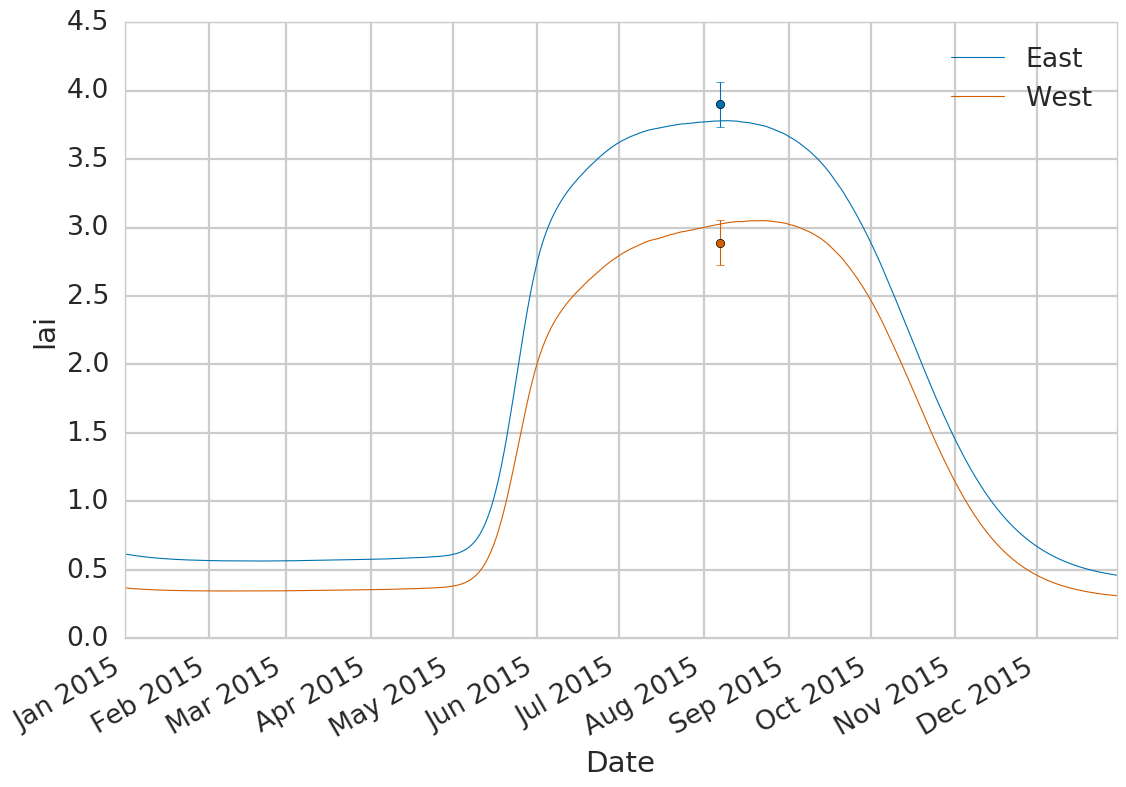 4.5
4.0
3.5
3.0
2.5
2.0
1.5
1.0
0.5
0.0
lai
East
West
Jan 2015
Feb 2015
Mar 2015
Apr 2015
May 2015
Jun 2015
Jul 2015
Aug 2015
Sep 2015
Oct 2015
Nov 2015
Dec 2015
Date